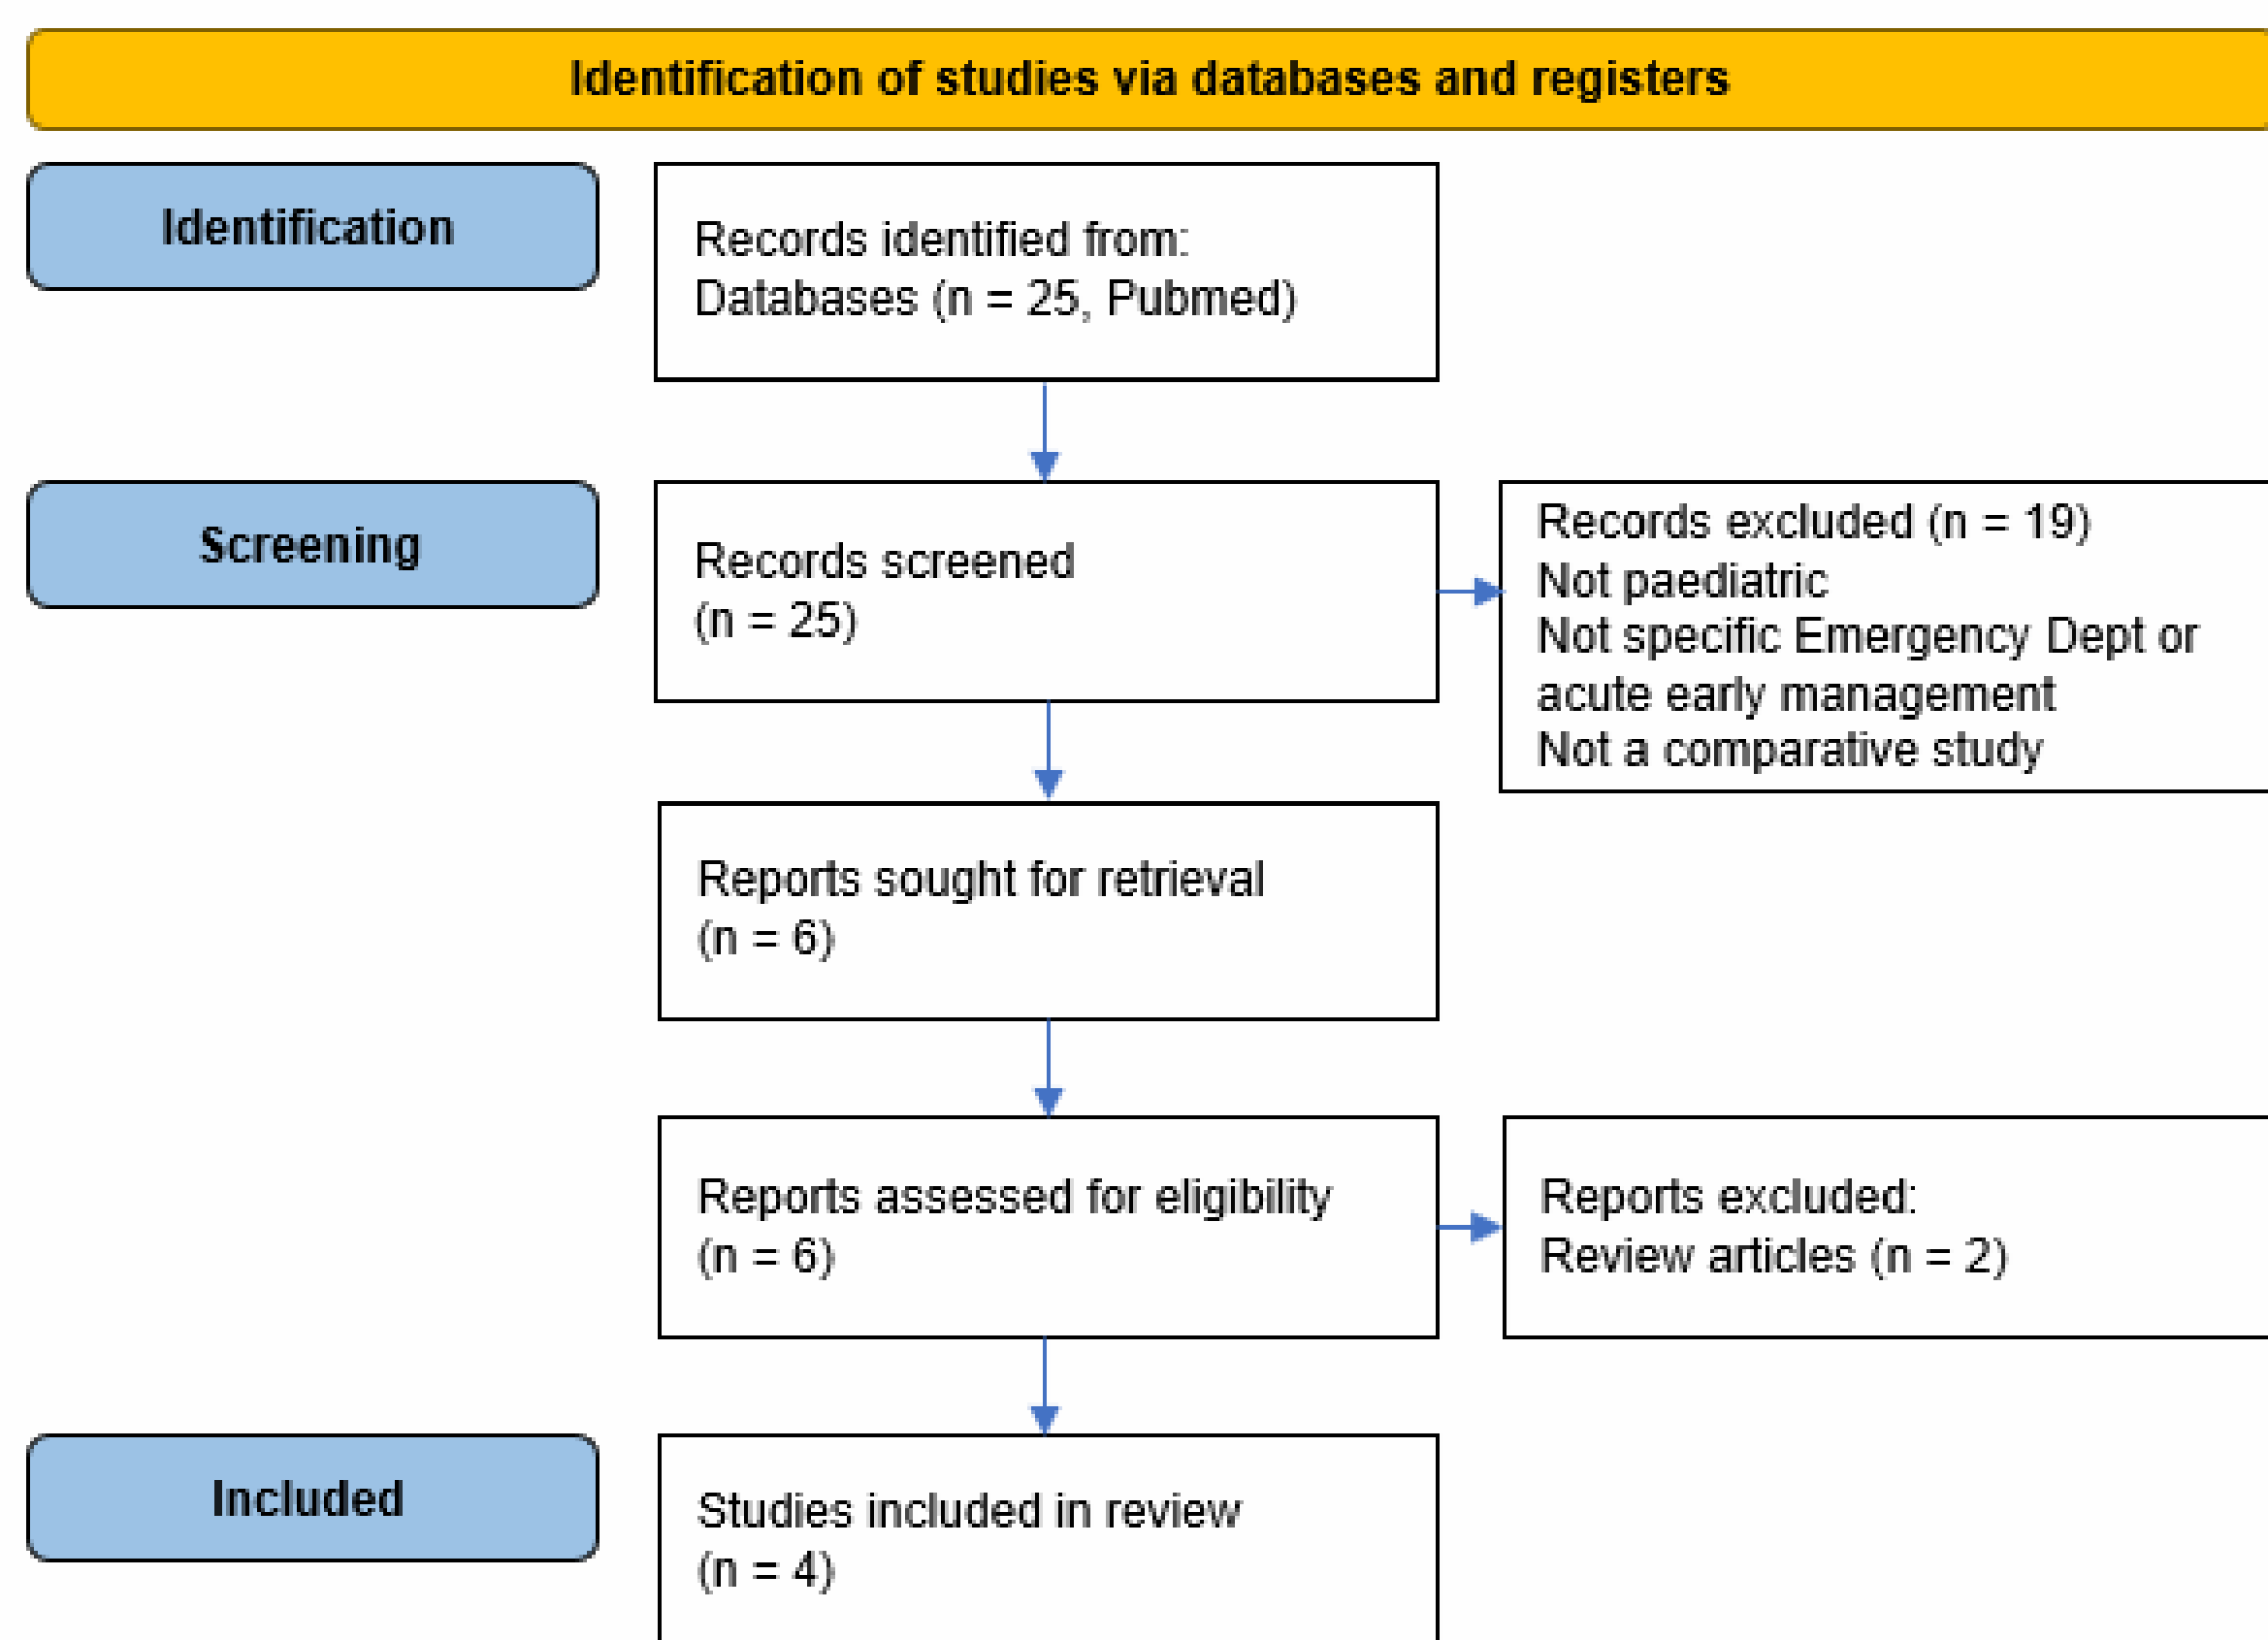 Identification of studies via databases and registers
Identification
Records identified from:
Databases (n = 25, Pubmed)
Screening
Records screened
(n = 25)
Records excluded (n = 19)
Not paediatric
Not specific Emergency Dept or
acute early management
Not a comparative study
Reports sought for retrieval
(n = 6)
Reports assessed for eligibility
(n = 6)
Reports excluded:
Review articles (n = 2)
Included
Studies included in review
(n = 4)